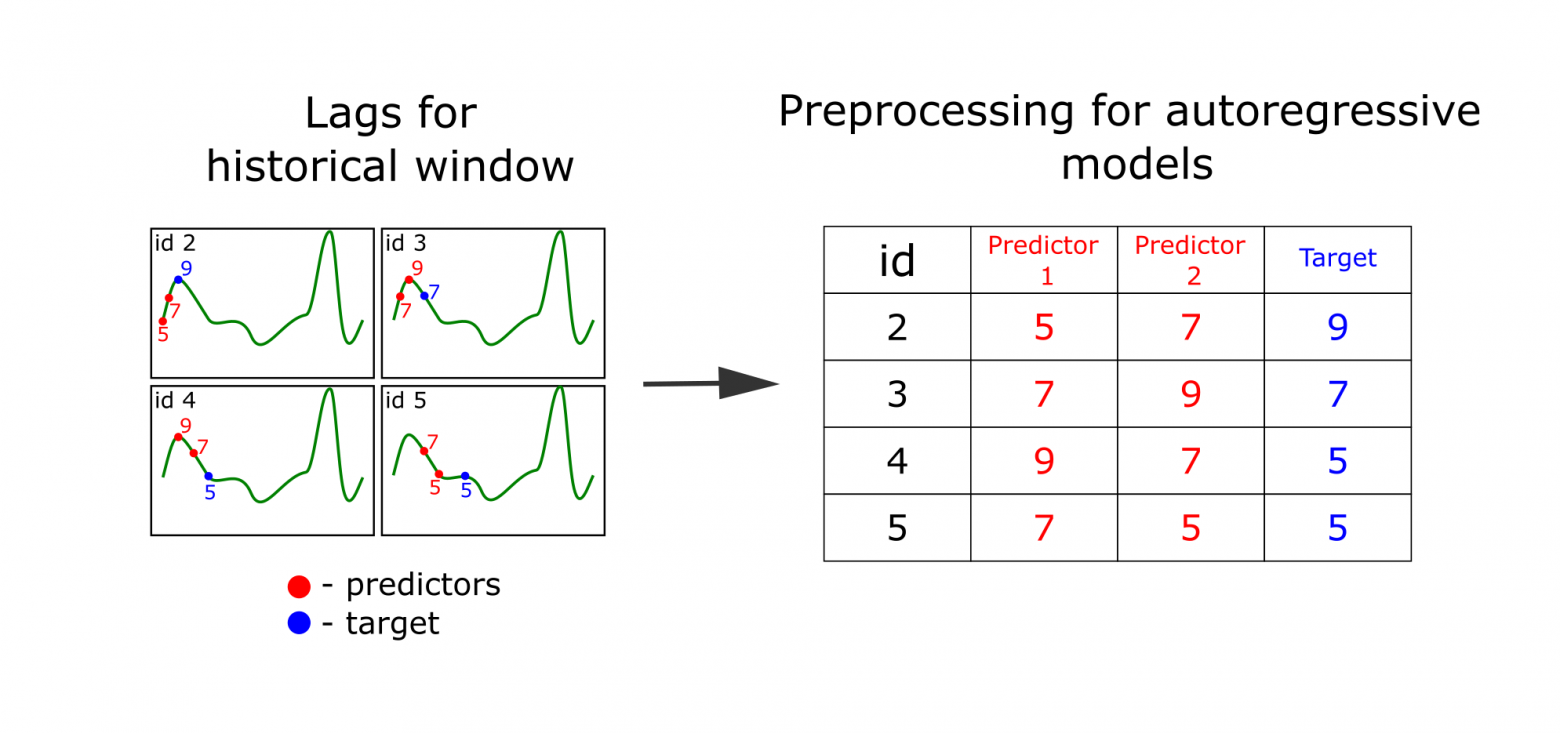 Lags for
historical window
id 2
9
7
5
id 3
9
7
7
id 4
9
7
5
id 5
7
5
5
- predictors
- target
Preprocessing for autoregressive
models
id Predictor 1 Predictor 2 Target
2 5 7 9
3 7 9 7
4 9 7 5
5 7 5 5